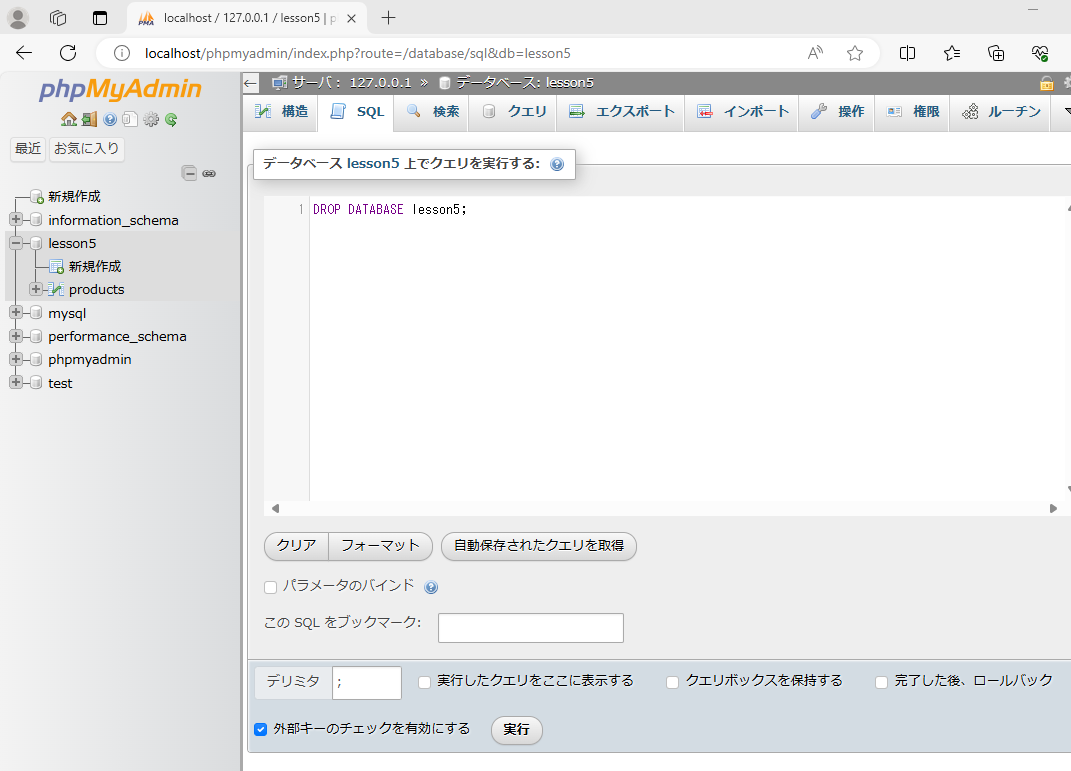 localhost / 127.0.0.1 / lesson5 | p
localhost/phpmyadmin/index.php?route=/database/sql&db=lesson5
phpMyAdmin
最近 お気に入り
新規作成
information_schema
lesson5
新規作成
products
mysql
performance_schema
phpmyadmin
test
サーバ: 127.0.0.1 » データベース: lesson5
構造 SQL 検索 クエリ エクスポート インポート 操作 権限 ルーチン
データベース lesson5 上でクエリを実行する:
1 DROP DATABASE lesson5;
クリア フォーマット 自動保存されたクエリを取得
パラメータのバインド
この SQL をブックマーク:
デリミタ ; 実行したクエリをここに表示する クエリボックスを保持する 完了した後、ロールバック
外部キーのチェックを有効にする 実行